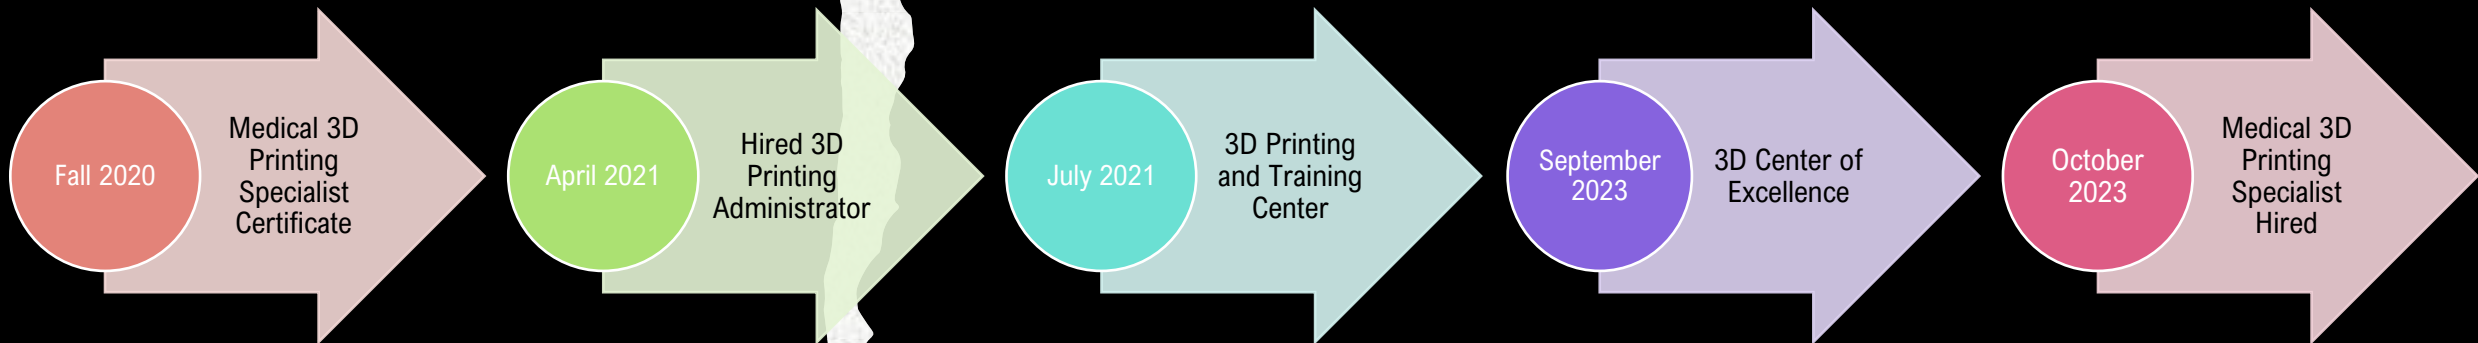 Fall 2020
Medical 3D
Printing
Specialist
Certificate
April 2021
Hired 3D
Printing
Administrator
July 2021
3D Printing
and Training
Center
September
2023
3D Center of
Excellence
October
2023
Medical 3D
Printing
Specialist
Hired